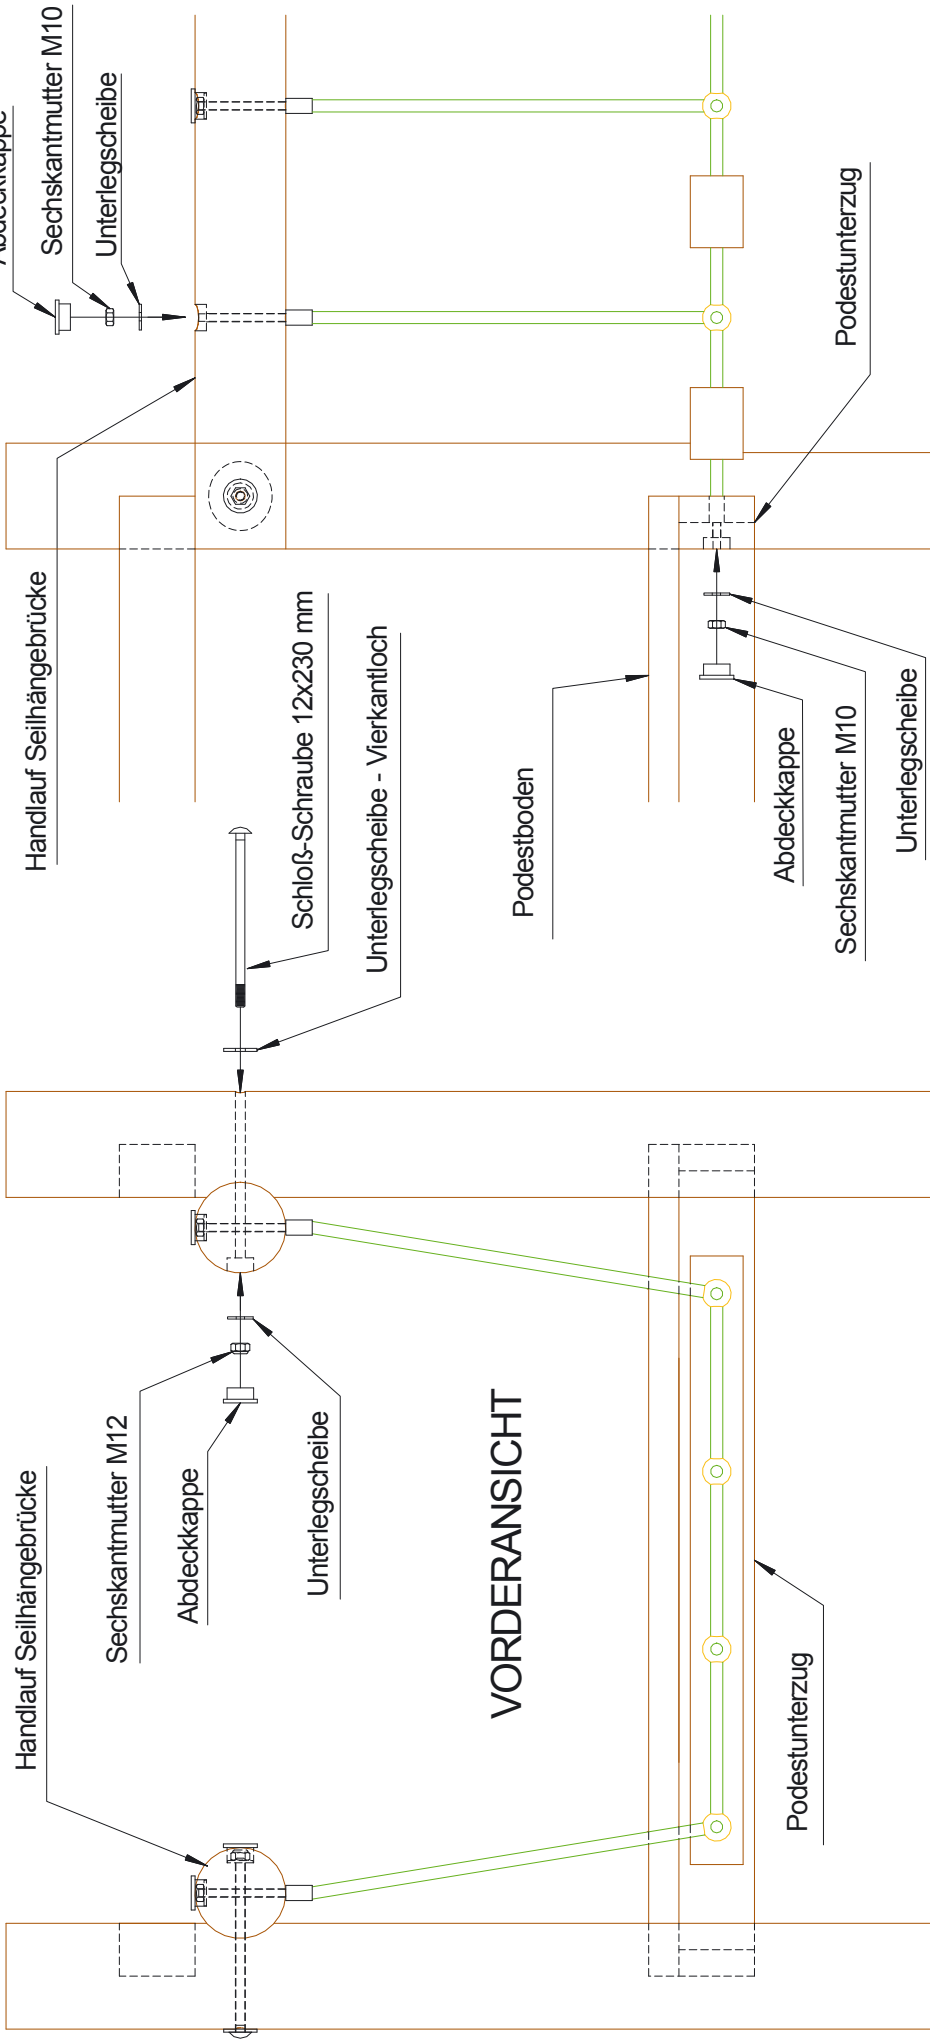 Handlauf Seilhängebrücke
Sechskantmutter M12
Abdeckkappe
Unterlegscheibe
Schloß-Schraube 12x230 mm
Unterlegscheibe - Vierkantloch
VORDERANSICHT
Podestunterzug
Abdeckkappe
Handlauf Seilhängebrücke
Sechskantmutter M10
Unterlegscheibe
Podestboden
Abdeckkappe
Sechskantmutter M10
Unterlegscheibe
Podestunterzug